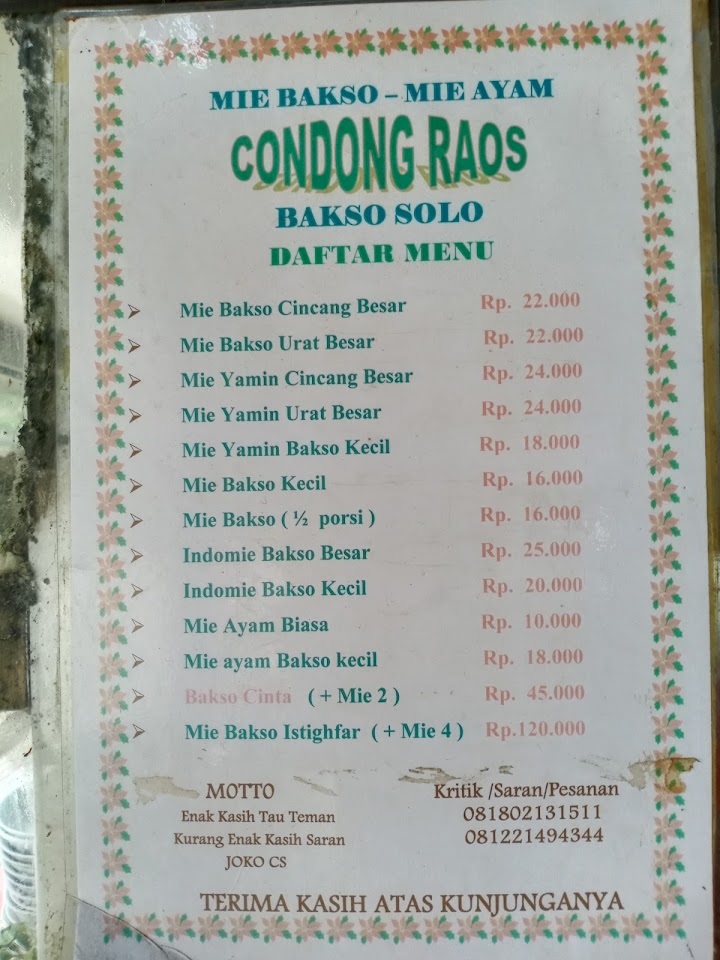 MIE BAKSO – MIE AYAM
CONDONG RAOS
BAKSO SOLO
DAFTAR MENU
➢ Mie Bakso Cincang Besar Rp. 22.000
➢ Mie Bakso Urat Besar Rp. 22.000
➢ Mie Yamin Cincang Besar Rp. 24.000
➢ Mie Yamin Urat Besar Rp. 24.000
➢ Mie Yamin Bakso Kecil Rp. 18.000
➢ Mie Bakso Kecil Rp. 16.000
➢ Mie Bakso ( ½ porsi ) Rp. 16.000
➢ Indomie Bakso Besar Rp. 25.000
➢ Indomie Bakso Kecil Rp. 20.000
➢ Mie Ayam Biasa Rp. 10.000
➢ Mie ayam Bakso kecil Rp. 18.000
➢ Bakso Cinta ( + Mie 2 ) Rp. 45.000
➢ Mie Bakso Istighfar ( + Mie 4 ) Rp.120.000
MOTTO
Enak Kasih Tau Teman
Kurang Enak Kasih Saran
JOKO CS
Kritik /Saran/Pesanan
081802131511
081221494344
TERIMA KASIH ATAS KUNJUNGANYA